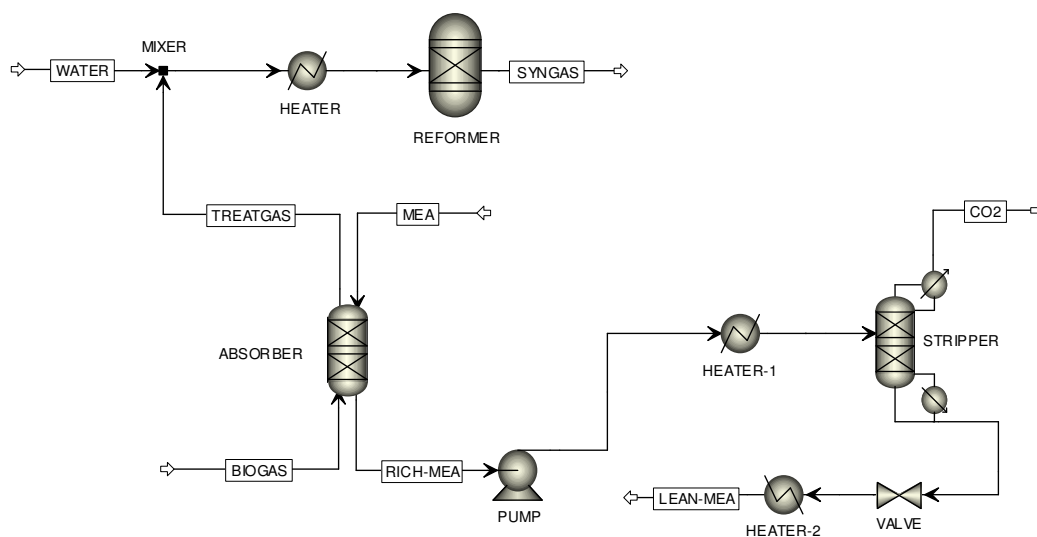 MIXER
WATER
SYNGAS
HEATER
REFORMER
TREATGAS
MEA
CO2
ABSORBER
HEATER-1
STRIPPER
BIOGAS
RICH-MEA
PUMP
LEAN-MEA
HEATER-2
VALVE